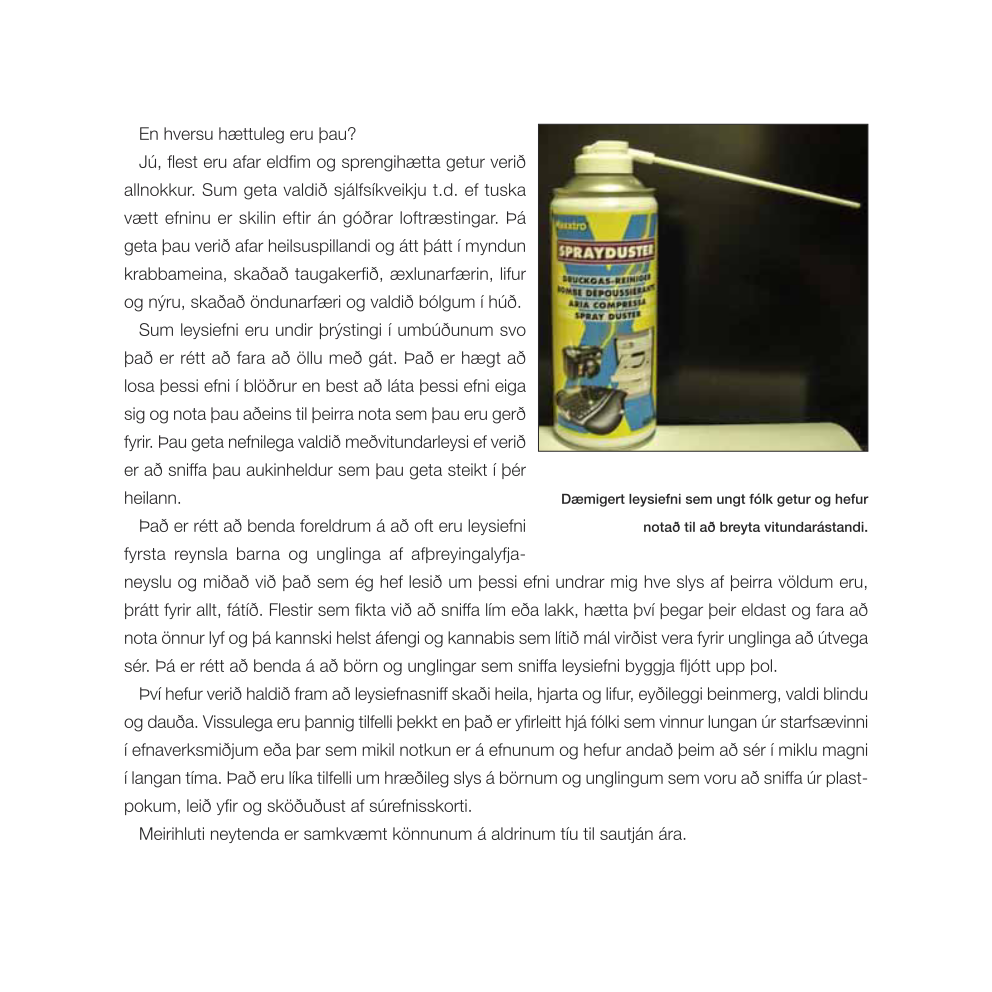 En hversu hættuleg eru þau?
Jú, flest eru afar eldfim og sprengihætta getur verið
allnokkur. Sum geta valdið sjálfsíkveikju t.d. ef tuska
vætt efninu er skilin eftir án góðrar loftræstingar. Þá
geta þau verið afar heilsuspillandi og átt þátt í myndun
krabbameina, skaðað taugakerfið, æxlunarfærin, lifur
og nýru, skaðað öndunarfæri og valdið bólgum í húð.
Sum leysiefni eru undir þrýstingi í umbúðunum svo
það er rétt að fara að öllu með gát. Það er hægt að
losa þessi efni í blöðrur en best að láta þessi efni eiga
sig og nota þau aðeins til þeirra nota sem þau eru gerð
fyrir. Þau geta nefnilega valdið meðvitundarleysi ef verið
er að sniffa þau aukinheldur sem þau geta steikt í þér
heilann.
Það er rétt að benda foreldrum á að oft eru leysiefni
fyrsta reynsla barna og unglinga af afþreyingalyfja-
neyslu og miðað við það sem ég hef lesið um þessi efni undrar mig hve slys af þeirra völdum eru,
þrátt fyrir allt, fátíð. Flestir sem fikta við að sniffa lím eða lakk, hætta því þegar þeir eldast og fara að
nota önnur lyf og þá kannski helst áfengi og kannabis sem lítið mál virðist vera fyrir unglinga að útvega
sér. Þá er rétt að benda á að börn og unglingar sem sniffa leysiefni byggja fljótt upp þol.
Því hefur verið haldið fram að leysiefnasniff skaði heila, hjarta og lifur, eyðileggi beinmerg, valdi blindu
og dauða. Vissulega eru þannig tilfelli þekkt en það er yfirleitt hjá fólki sem vinnur lungan úr starfsævinni
í efnaverksmiðjum eða þar sem mikil notkun er á efnunum og hefur andað þeim að sér í miklu magni
í langan tíma. Það eru líka tilfelli um hræðileg slys á börnum og unglingum sem voru að sniffa úr plast-
pokum, leið yfir og sköðuðust af súrefnisskorti.
Meirihluti neytenda er samkvæmt könnunum á aldrinum tíu til sautján ára.
SPRAYDUSTER
DRUCKGAS-REINIGER
BOMBE DÉPOUSSIÉRANTE
ARIA COMPRESSA
SPRAY DUSTER
Dæmigert leysiefni sem ungt fólk getur og hefur
notað til að breyta vitundarástandi.